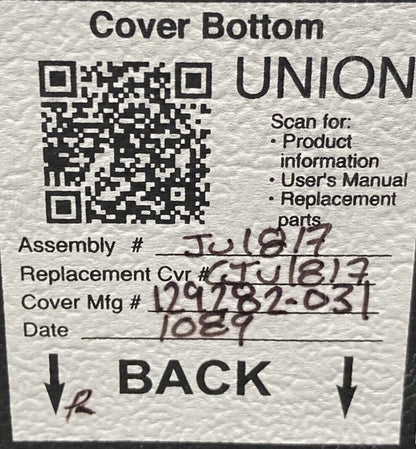 Cover Bottom
UNION
Scan for:
· Product
information
· User's Manual
· Replacement
parts
Assembly # JU1817
Replacement Cvr # CJU1817
Cover Mfg # 129282-031
Date 1089
BACK